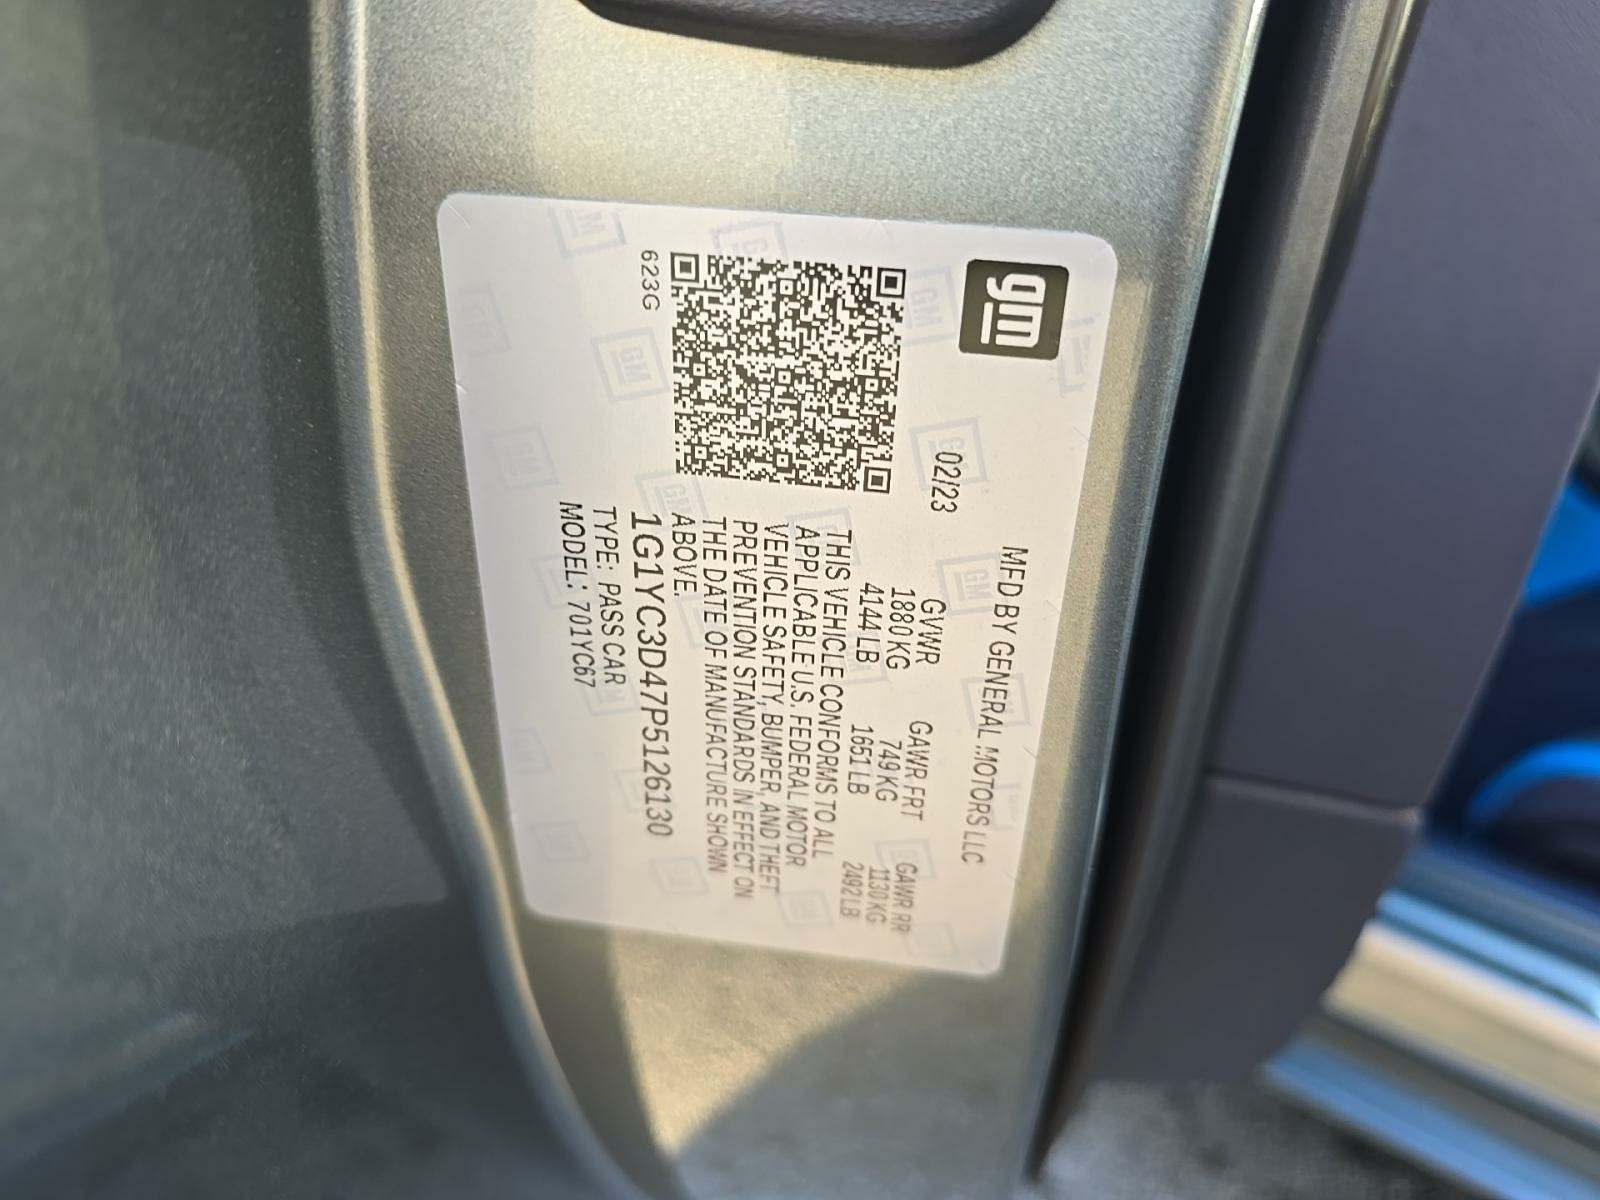 gm
MFD BY GENERAL MOTORS LLC
02/23
GVWR GAWR FRT GAWR RR
1880 KG 749 KG 1130 KG
4144 LB 1651 LB 2492 LB
THIS VEHICLE CONFORMS TO ALL
APPLICABLE U.S. FEDERAL MOTOR
VEHICLE SAFETY, BUMPER, AND THEFT
PREVENTION STANDARDS IN EFFECT ON
THE DATE OF MANUFACTURE SHOWN
ABOVE.
623G
1G1YC3D47P5126130
TYPE: PASS CAR
MODEL: 701YC67